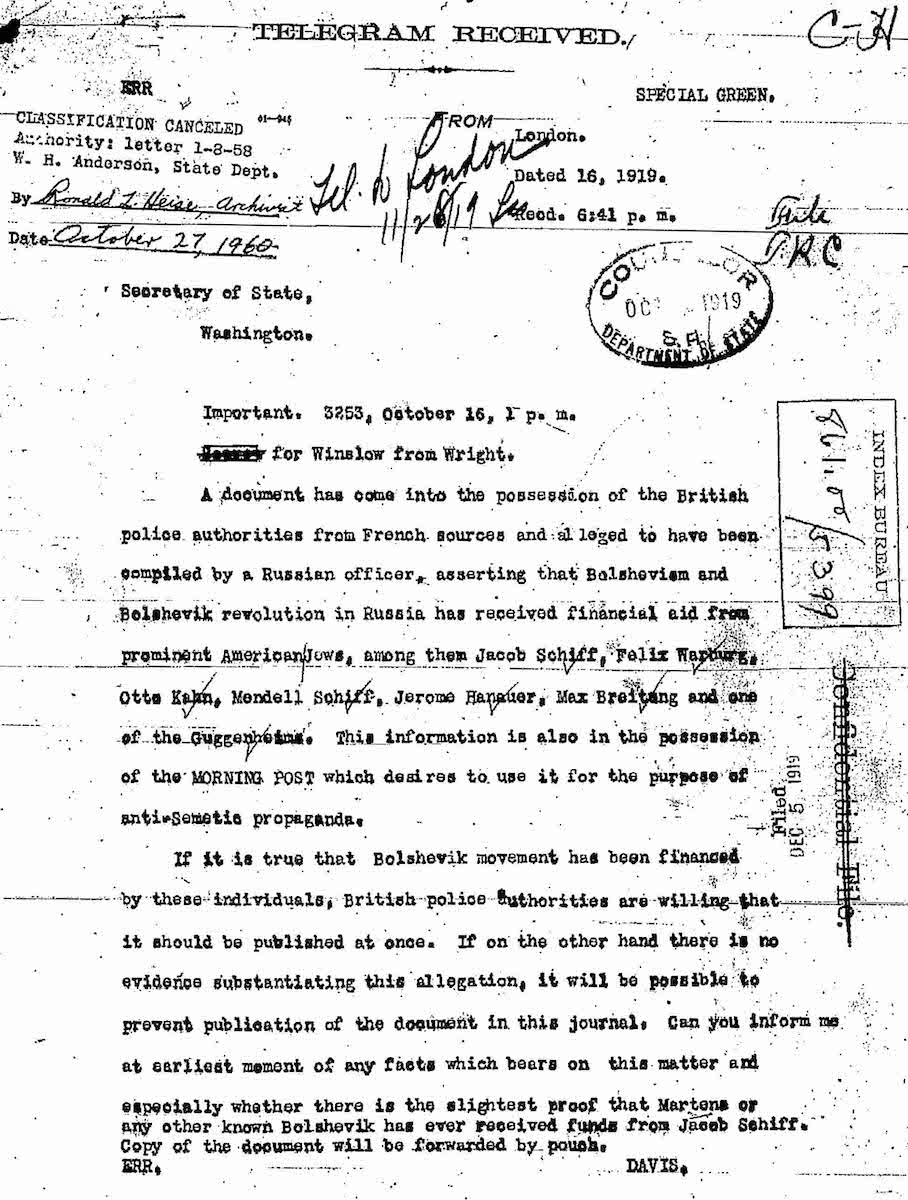 TELEGRAM RECEIVED.
C-H
ERR
SPECIAL GREEN.
CLASSIFICATION CANCELED
Authority: letter 1-8-58
W. H. Anderson, State Dept.
By Ronald L. Heise - Archivist
Date October 27, 1960
FROM
London.
Dated 16, 1919.
Recd. 6:41 p. m.
Tel. to London
11/28/19
File
COUN LOR
OC 1919
DEPARTMENT OF STATE
Secretary of State,
Washington.
Important. 3253, October 16, 1 p. m.
for Winslow from Wright.
A document has come into the possession of the British
police authorities from French sources and alleged to have been
compiled by a Russian officer, asserting that Bolshevism and
Bolshevik revolution in Russia has received financial aid from
prominent American Jews, among them Jacob Schiff, Felix Warburg,
Otto Kahn, Mendell Schiff, Jerome Hanauer, Max Breitung and one
of the Guggenheims. This information is also in the possession
of the MORNING POST which desires to use it for the purpose of
anti-Semetic propaganda.
If it is true that Bolshevik movement has been financed
by these individuals, British police authorities are willing that
it should be published at once. If on the other hand there is no
evidence substantiating this allegation, it will be possible to
prevent publication of the document in this journal. Can you inform me
at earliest moment of any facts which bears on this matter and
especially whether there is the slightest proof that Martens or
any other known Bolshevik has ever received funds from Jacob Schiff.
Copy of the document will be forwarded by pouch.
ERR.
DAVIS.
INDEX BUREAU
861.00/5399
Confidential File.
Filed
DEC 5 1919